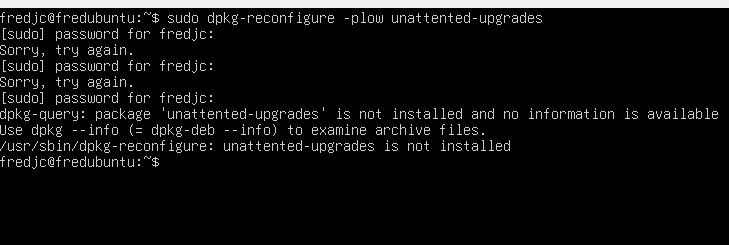 fredjc@fredubuntu:~$ sudo dpkg-reconfigure -plow unattented-upgrades
[sudo] password for fredjc:
Sorry, try again.
[sudo] password for fredjc:
Sorry, try again.
[sudo] password for fredjc:
dpkg-query: package 'unattented-upgrades' is not installed and no information is available
Use dpkg --info (= dpkg-deb --info) to examine archive files.
/usr/sbin/dpkg-reconfigure: unattented-upgrades is not installed
fredjc@fredubuntu:~$